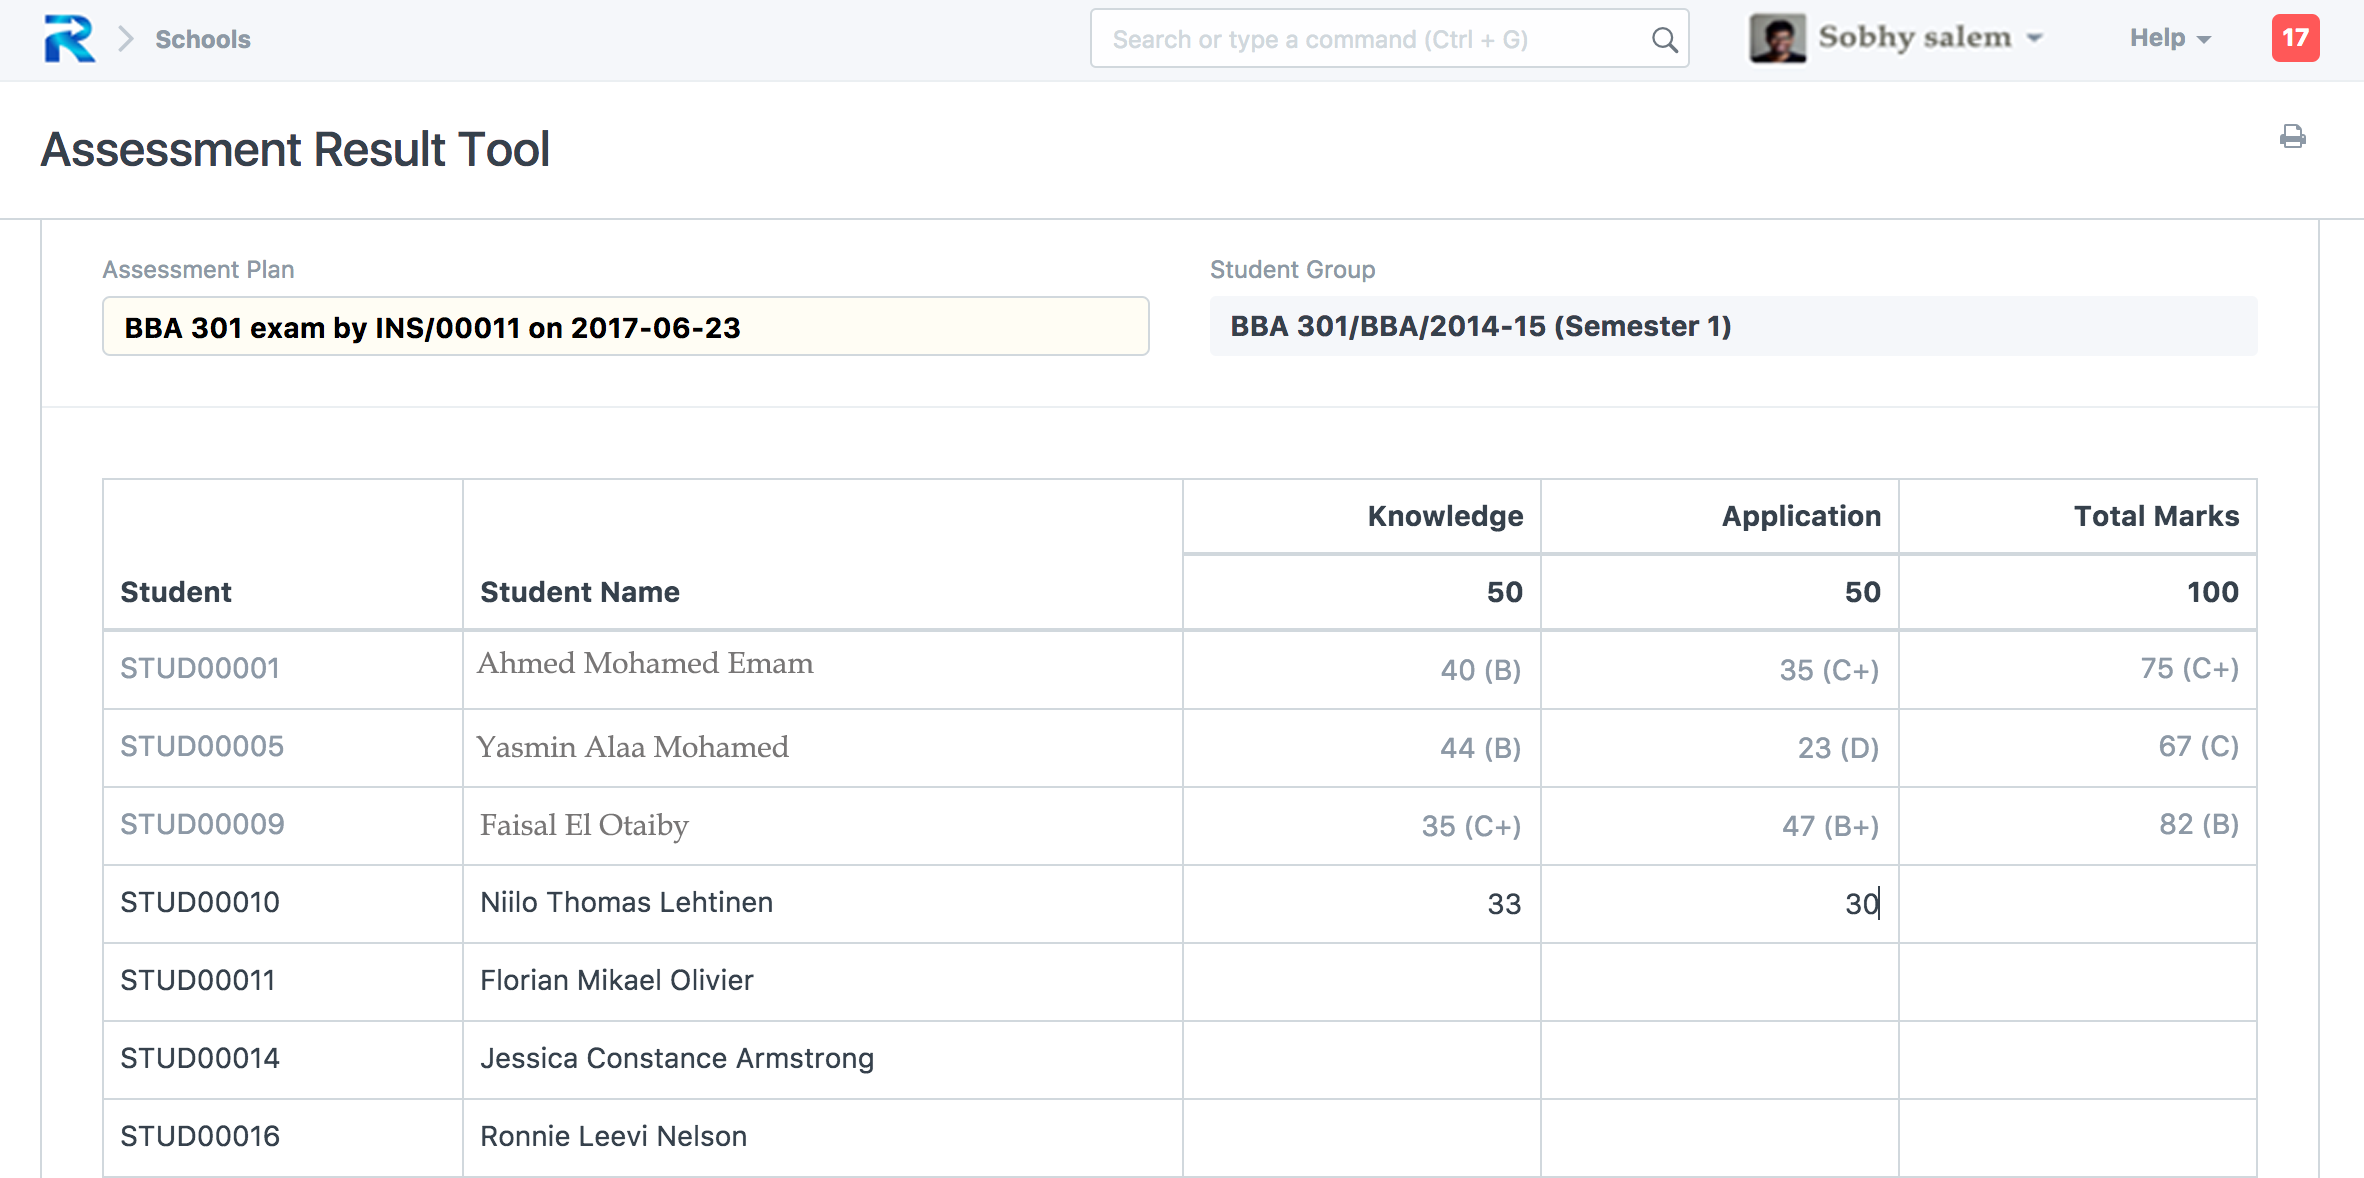 R > Schools Search or type a command (Ctrl + G) Sobhy salem Help 17
Assessment Result Tool
Assessment Plan Student Group
BBA 301 exam by INS/00011 on 2017-06-23 BBA 301/BBA/2014-15 (Semester 1)
Knowledge Application Total Marks
Student Student Name 50 50 100
STUD00001 Ahmed Mohamed Emam 40 (B) 35 (C+) 75 (C+)
STUD00005 Yasmin Alaa Mohamed 44 (B) 23 (D) 67 (C)
STUD00009 Faisal El Otaiby 35 (C+) 47 (B+) 82 (B)
STUD00010 Niilo Thomas Lehtinen 33 30
STUD00011 Florian Mikael Olivier
STUD00014 Jessica Constance Armstrong
STUD00016 Ronnie Leevi Nelson